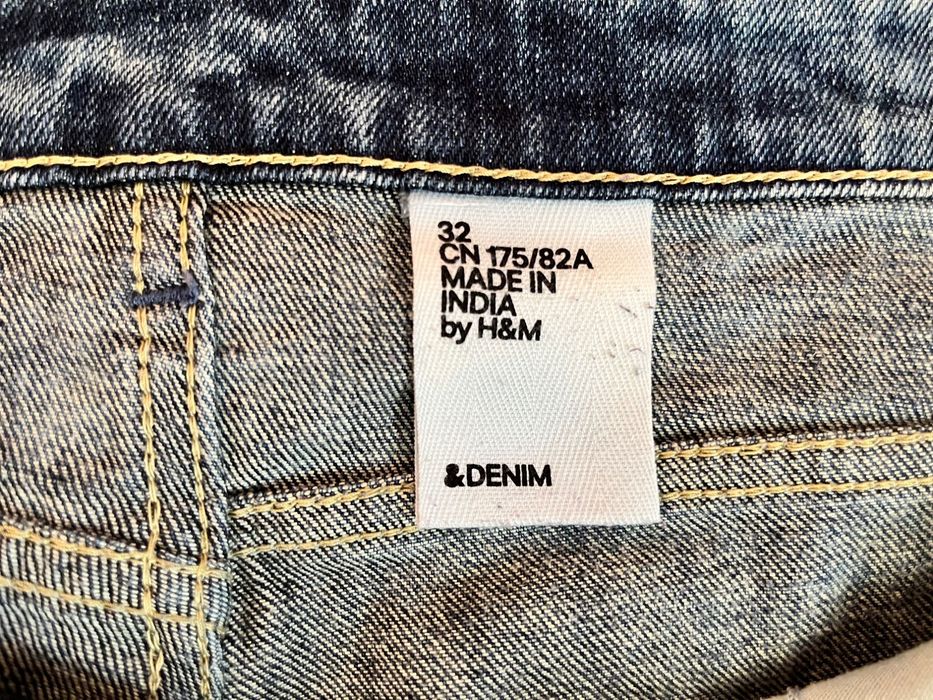 32
CN 175/82A
MADE IN
INDIA
by H&M
&DENIM